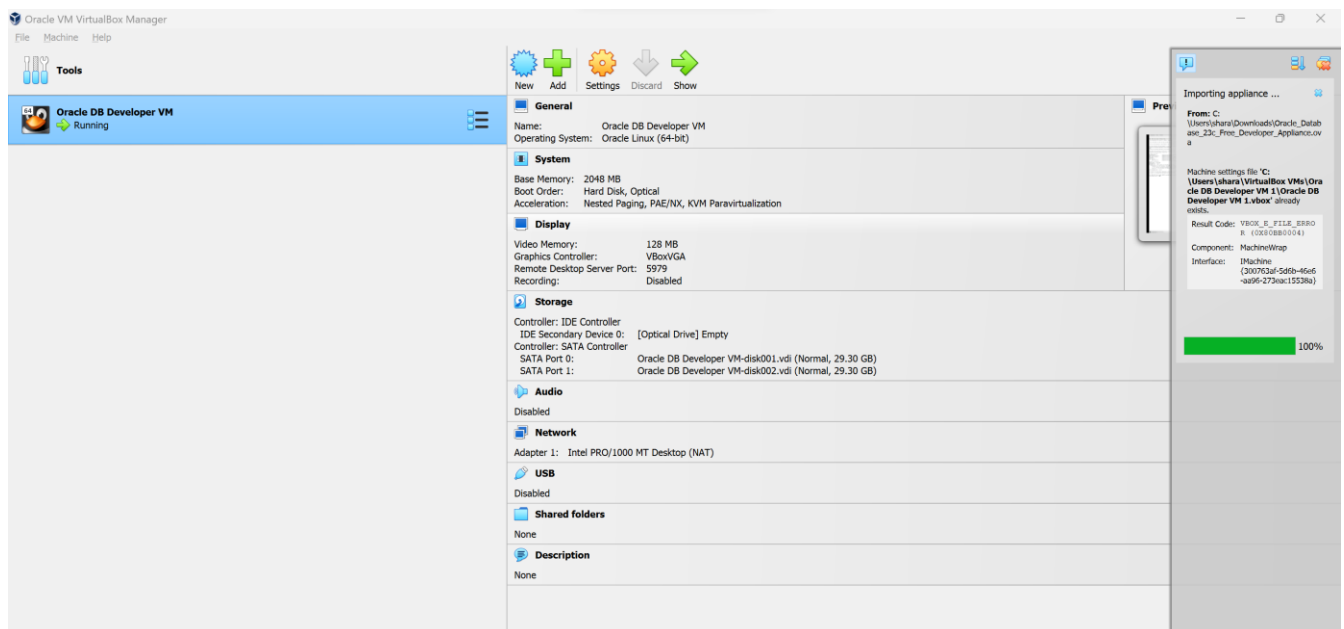 Oracle VM VirtualBox Manager
File Machine Help
Tools
64
Oracle DB Developer VM
Running
New Add Settings Discard Show
General
Name: Oracle DB Developer VM
Operating System: Oracle Linux (64-bit)
System
Base Memory: 2048 MB
Boot Order: Hard Disk, Optical
Acceleration: Nested Paging, PAE/NX, KVM Paravirtualization
Display
Video Memory: 128 MB
Graphics Controller: VBoxVGA
Remote Desktop Server Port: 5979
Recording: Disabled
Storage
Controller: IDE Controller
IDE Secondary Device 0: [Optical Drive] Empty
Controller: SATA Controller
SATA Port 0: Oracle DB Developer VM-disk001.vdi (Normal, 29.30 GB)
SATA Port 1: Oracle DB Developer VM-disk002.vdi (Normal, 29.30 GB)
Audio
Disabled
Network
Adapter 1: Intel PRO/1000 MT Desktop (NAT)
USB
Disabled
Shared folders
None
Description
None
Prev
Importing appliance ...
From: C:
\Users\shara\Downloads\Oracle_Datab
ase_23c_Free_Developer_Appliance.ov
a
Machine settings file 'C:
\Users\shara\VirtualBox VMs\Ora
cle DB Developer VM 1\Oracle DB
Developer VM 1.vbox' already
exists.
Result Code: VBOX_E_FILE_ERRO
R (0X80BB0004)
Component: MachineWrap
Interface: IMachine
{300763af-5d6b-46e6
-aa96-273eac15538a}
100%